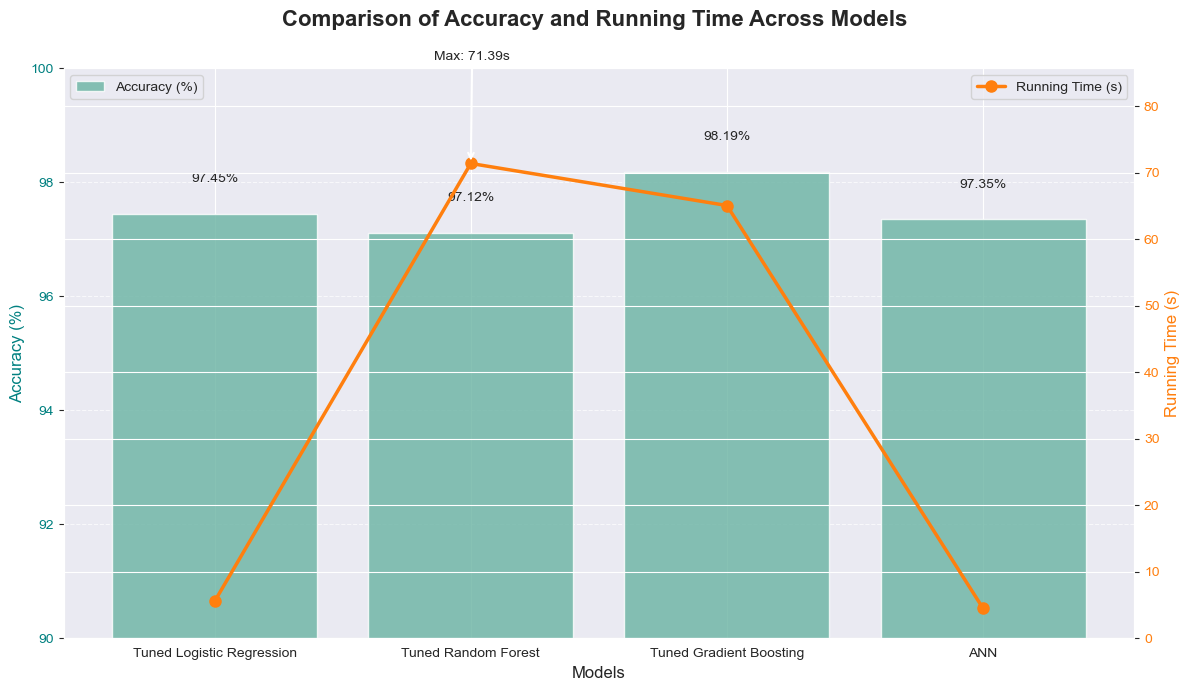 Comparison of Accuracy and Running Time Across Models
Max: 71.39s
Accuracy (%)
Running Time (s)
97.45%
97.12%
98.19%
97.35%
100
98
96
94
92
90
Accuracy (%)
80
70
60
50
40
30
20
10
0
Running Time (s)
Tuned Logistic Regression
Tuned Random Forest
Tuned Gradient Boosting
ANN
Models